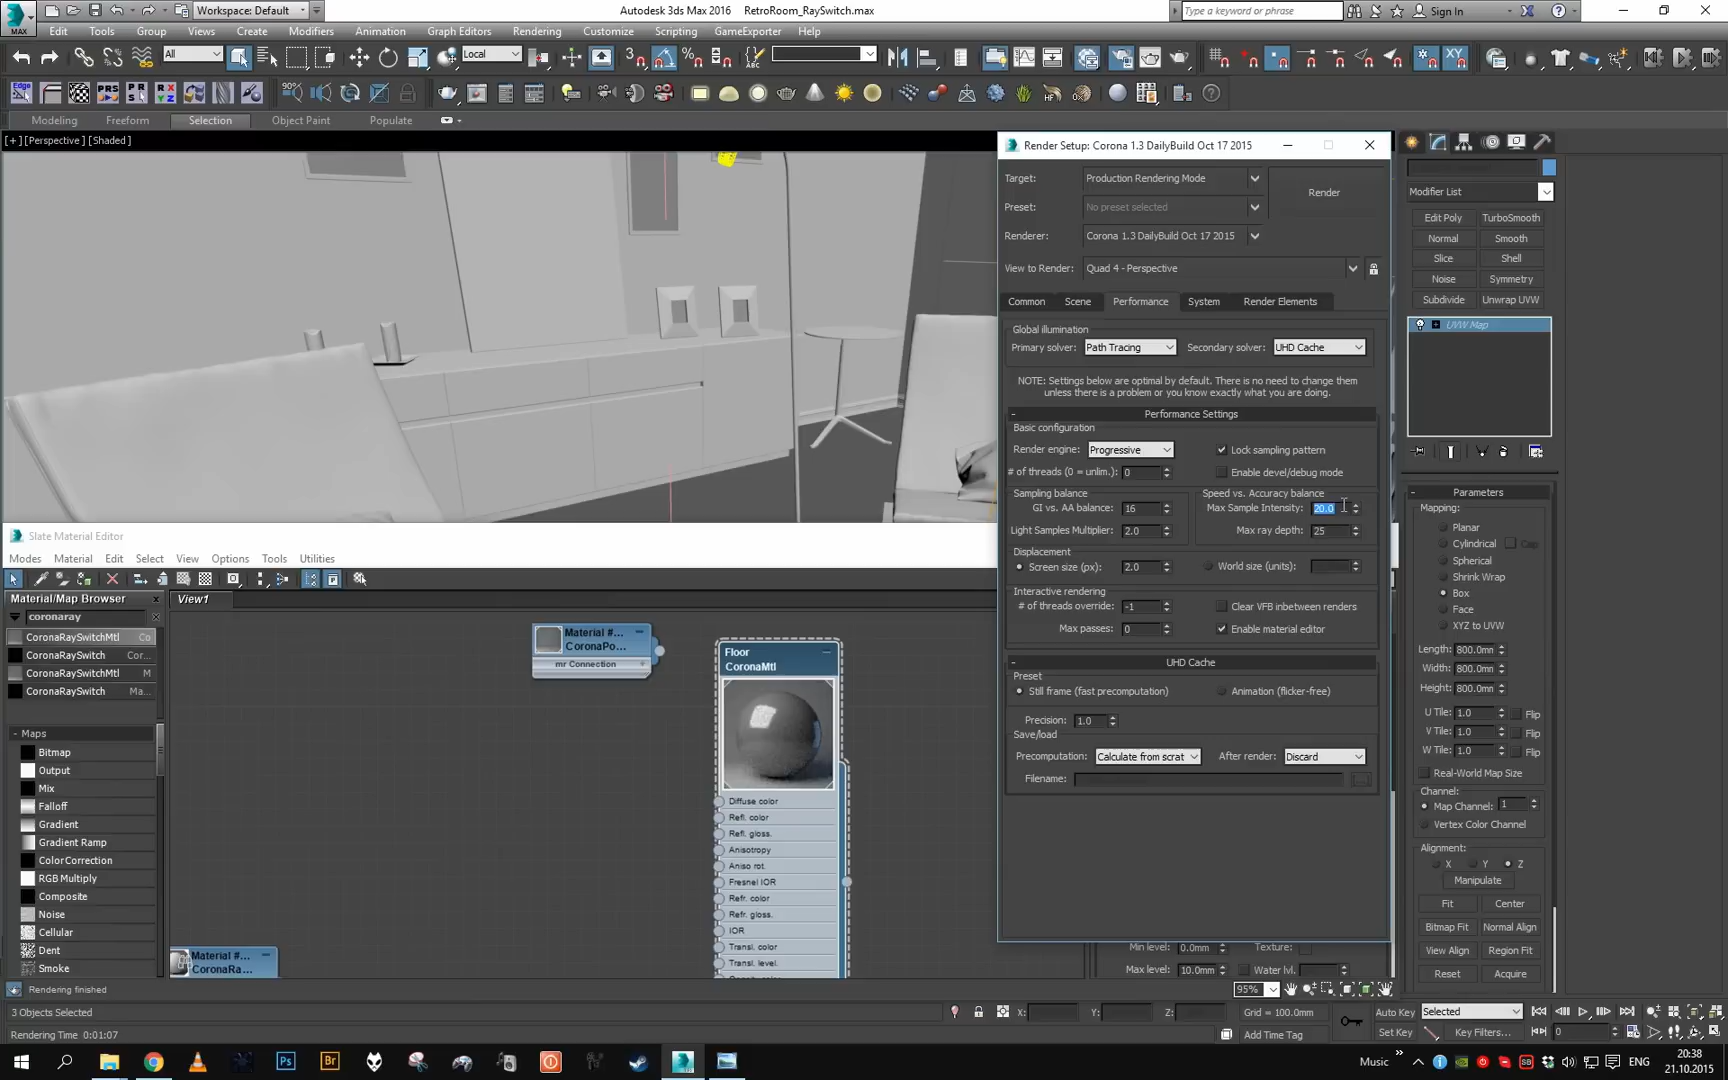 Autodesk 3ds Max 2016 RetroRoom_RaySwitch.max
Workspace: Default
Type a keyword or phrase
Sign In
MAX
Edit Tools Group Views Create Modifiers Animation Graph Editors Rendering Customize Scripting GameExporter Help
All
Local
Modeling Freeform Selection Object Paint Populate
[+] [Perspective] [Shaded]
Render Setup: Corona 1.3 DailyBuild Oct 17 2015
Target: Production Rendering Mode
Render
Preset: No preset selected
Renderer: Corona 1.3 DailyBuild Oct 17 2015
View to Render: Quad 4 - Perspective
Common Scene Performance System Render Elements
Global illumination
Primary solver: Path Tracing Secondary solver: UHD Cache
NOTE: Settings below are optimal by default. There is no need to change them
unless there is a problem or you know exactly what you are doing.
Performance Settings
Basic configuration
Render engine: Progressive
Lock sampling pattern
# of threads (0 = unlim.): 0
Enable devel/debug mode
Sampling balance
Speed vs. Accuracy balance
GI vs. AA balance: 16
Max Sample Intensity: 20.0
Light Samples Multiplier: 2.0
Max ray depth: 25
Displacement
Screen size (px): 2.0
World size (units):
Interactive rendering
# of threads override: -1
Clear VFB inbetween renders
Max passes: 0
Enable material editor
UHD Cache
Preset
Still frame (fast precomputation)
Animation (flicker-free)
Precision: 1.0
Save/load
Precomputation: Calculate from scrat
After render: Discard
Filename:
Min level: 0.0mm Texture:
Max level: 10.0mm Water lvl.
Modifier List
Edit Poly TurboSmooth
Normal Smooth
Slice Shell
Noise Symmetry
Subdivide Unwrap UVW
UVW Map
Parameters
Mapping:
Planar
Cylindrical Cap
Spherical
Shrink Wrap
Box
Face
XYZ to UVW
Length: 800.0mm
Width: 800.0mm
Height: 800.0mm
U Tile: 1.0 Flip
V Tile: 1.0 Flip
W Tile: 1.0 Flip
Real-World Map Size
Channel:
Map Channel: 1
Vertex Color Channel
Alignment:
X Y Z
Manipulate
Fit Center
Bitmap Fit Normal Align
View Align Region Fit
Reset Acquire
Slate Material Editor
Modes Material Edit Select View Options Tools Utilities
Material/Map Browser
View1
coronaray
CoronaRaySwitchMtl Co
CoronaRaySwitch Cor...
CoronaRaySwitchMtl M
CoronaRaySwitch Ma...
- Maps
Bitmap
Output
Mix
Falloff
Gradient
Gradient Ramp
ColorCorrection
RGB Multiply
Composite
Noise
Cellular
Dent
Smoke
Material #...
CoronaPo...
mr Connection
Floor
CoronaMtl
Diffuse color
Refl. color
Refl. gloss.
Anisotropy
Aniso rot.
Fresnel IOR
Refr. color
Refr. gloss.
IOR
Transl. color
Transl. level.
Material #...
CoronaRa...
Rendering finished
95%
3 Objects Selected
X: Y: Z: Grid = 100.0mm
Auto Key Selected
Rendering Time 0:01:07
Add Time Tag
Set Key Key Filters... 0
Music
ENG
20:38
21.10.2015